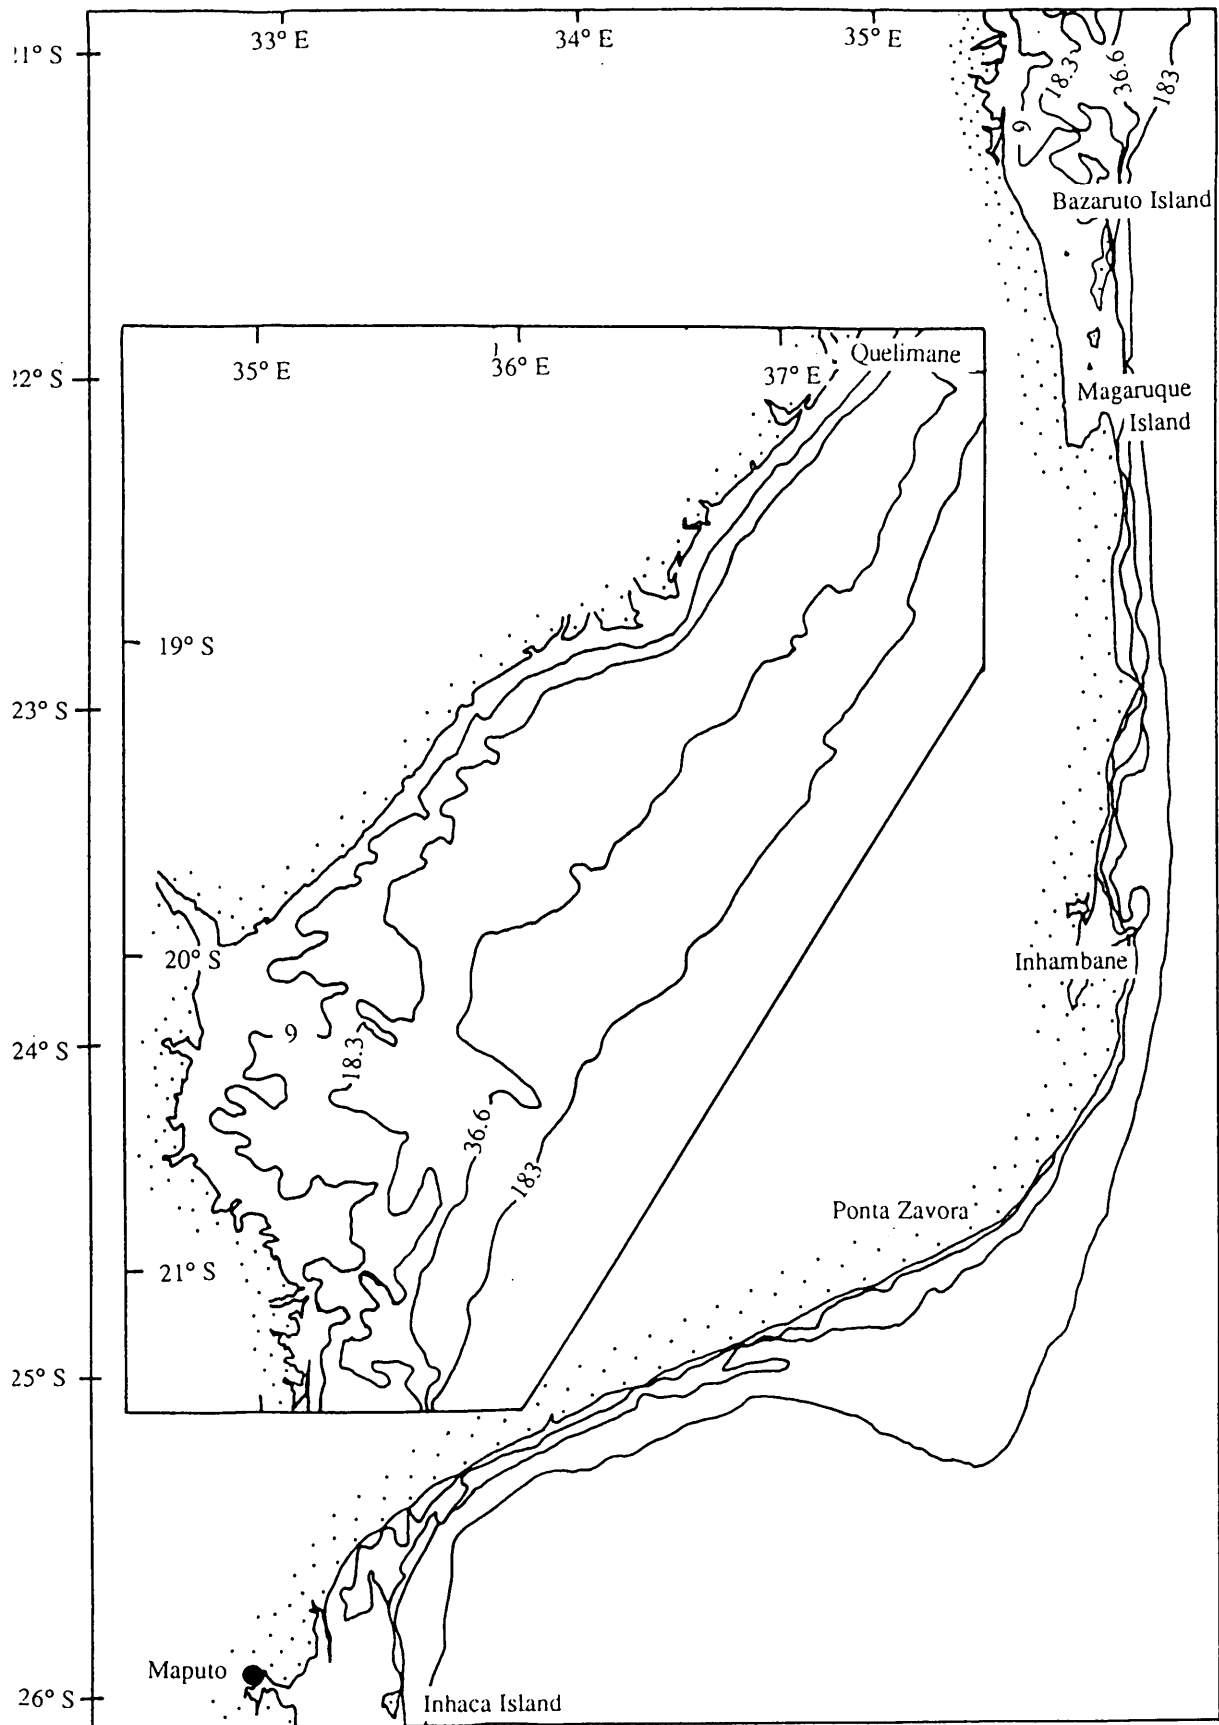 33° E
34° E
35° E
21° S
18.3
36.6
183
9
Bazaruto Island
22° S
35° E
36° E
37° E
Quelimane
Magaruque
Island
19° S
23° S
20° S
Inhambane
24° S
9
18.3
36.6
183
Ponta Zavora
21° S
25° S
Maputo
26° S
Inhaca Island